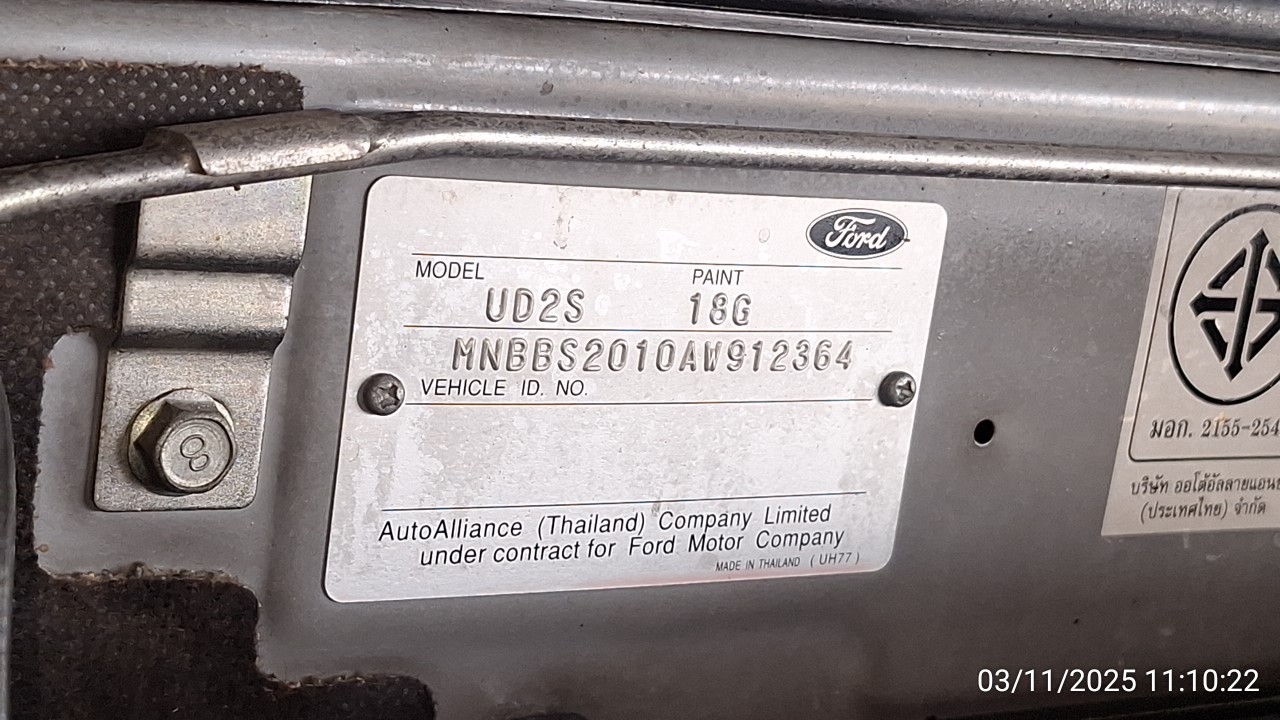 Ford
MODEL PAINT
UD2S 18G
MNBBS2010AW912364
VEHICLE ID. NO.
AutoAlliance (Thailand) Company Limited
under contract for Ford Motor Company
MADE IN THAILAND (UH77)
8
มอก. 2155-254
บริษัท ออโต้อัลลายแอนซ
(ประเทศไทย) จำกัด
03/11/2025 11:10:22